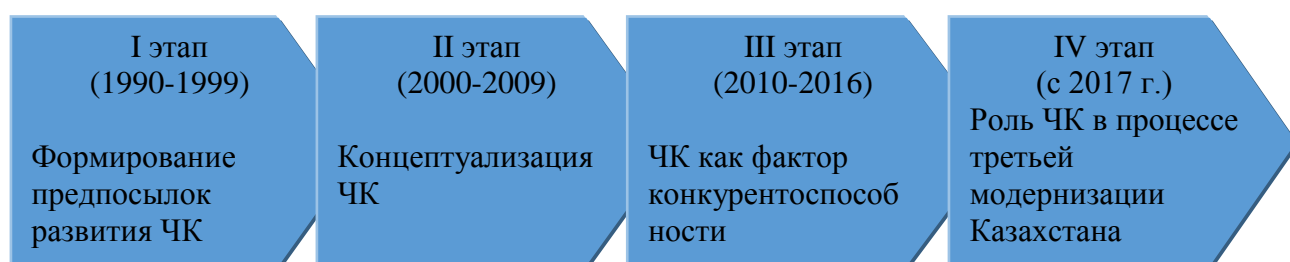 I этап
(1990-1999)
Формирование
предпосылок
развития ЧК
II этап
(2000-2009)
Концептуализация
ЧК
III этап
(2010-2016)
ЧК как фактор
конкурентоспособ
ности
IV этап
(с 2017 г.)
Роль ЧК в процессе
третьей
модернизации
Казахстана